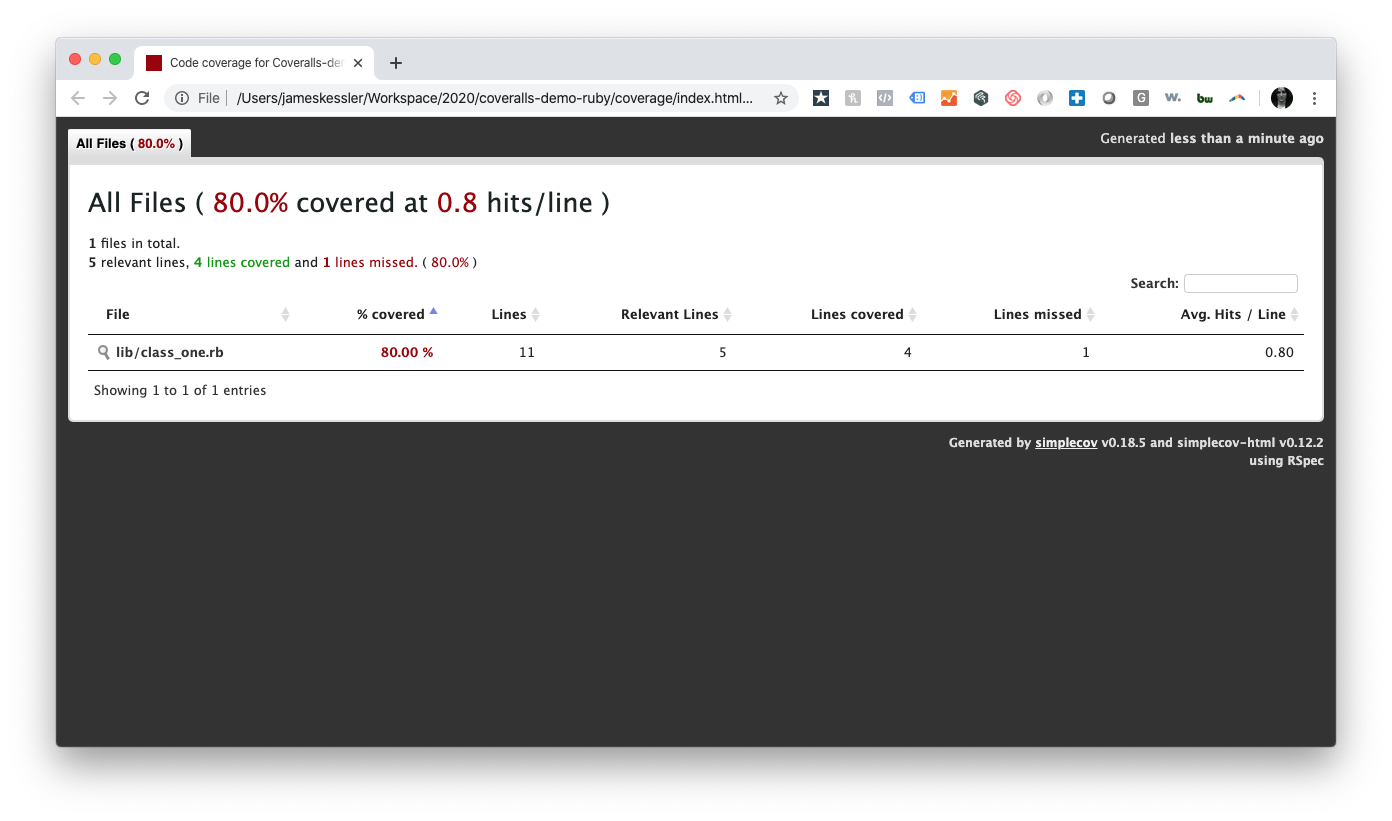 Code coverage for Coveralls-de
File /Users/jameskessler/Workspace/2020/coveralls-demo-ruby/coverage/index.html...
G
W.
bw
All Files ( 80.0% )
Generated less than a minute ago
All Files ( 80.0% covered at 0.8 hits/line )
1 files in total.
5 relevant lines, 4 lines covered and 1 lines missed. ( 80.0% )
Search:
File % covered Lines Relevant Lines Lines covered Lines missed Avg. Hits / Line
lib/class_one.rb 80.00 % 11 5 4 1 0.80
Showing 1 to 1 of 1 entries
Generated by simplecov v0.18.5 and simplecov-html v0.12.2
using RSpec